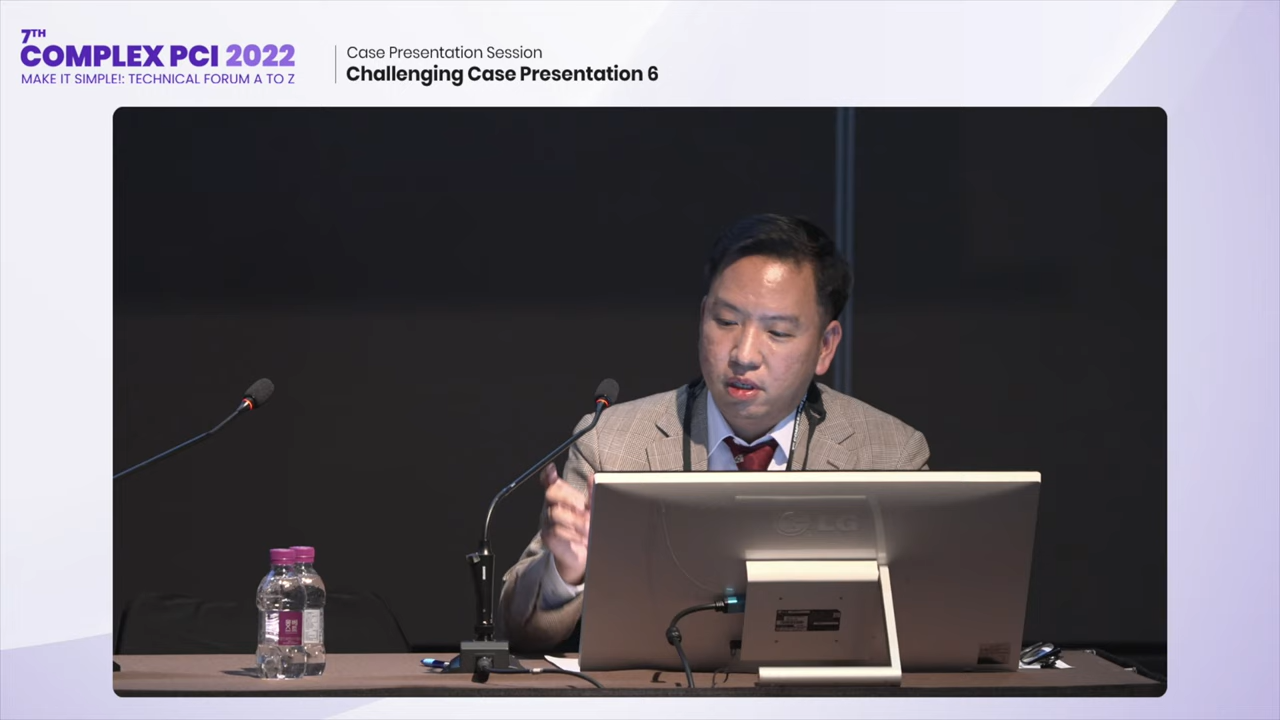 7TH
COMPLEX PCI 2022
MAKE IT SIMPLE!: TECHNICAL FORUM A TO Z
Case Presentation Session
Challenging Case Presentation 6
LG